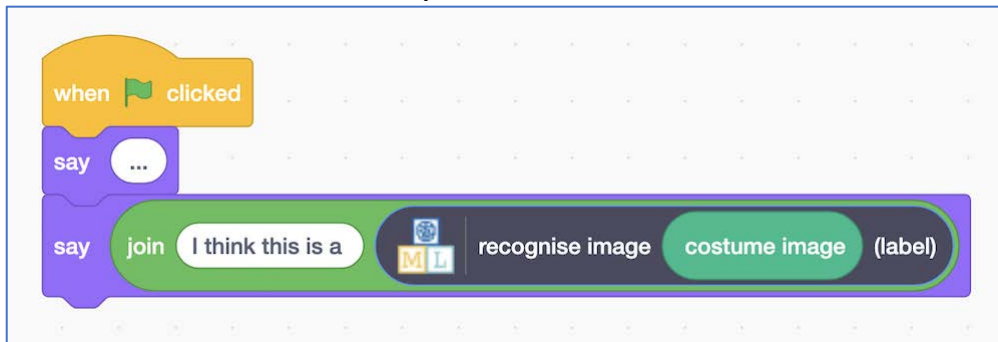 when clicked
say ...
say join I think this is a ML recognise image costume image (label)